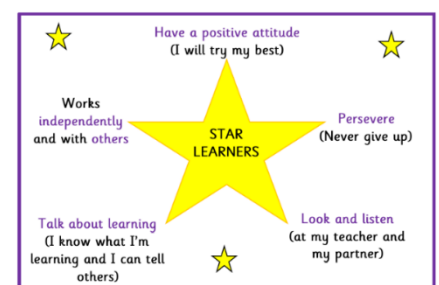 Have a positive attitude
(I will try my best)
Works
independently
and with others
STAR
LEARNERS
Persevere
(Never give up)
Talk about learning
(I know what I'm
learning and I can tell
others)
Look and listen
(at my teacher and
my partner)